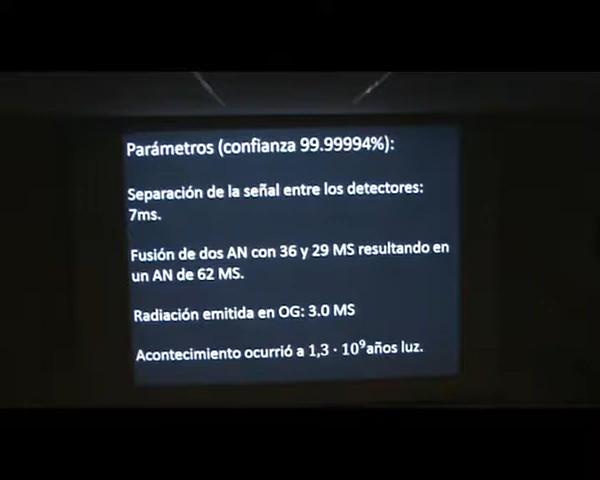 Parámetros (confianza 99.99994%):
Separación de la señal entre los detectores:
7ms.
Fusión de dos AN con 36 y 29 MS resultando en
un AN de 62 MS.
Radiación emitida en OG: 3.0 MS
Acontecimiento ocurrió a 1,3 · 10⁹años luz.